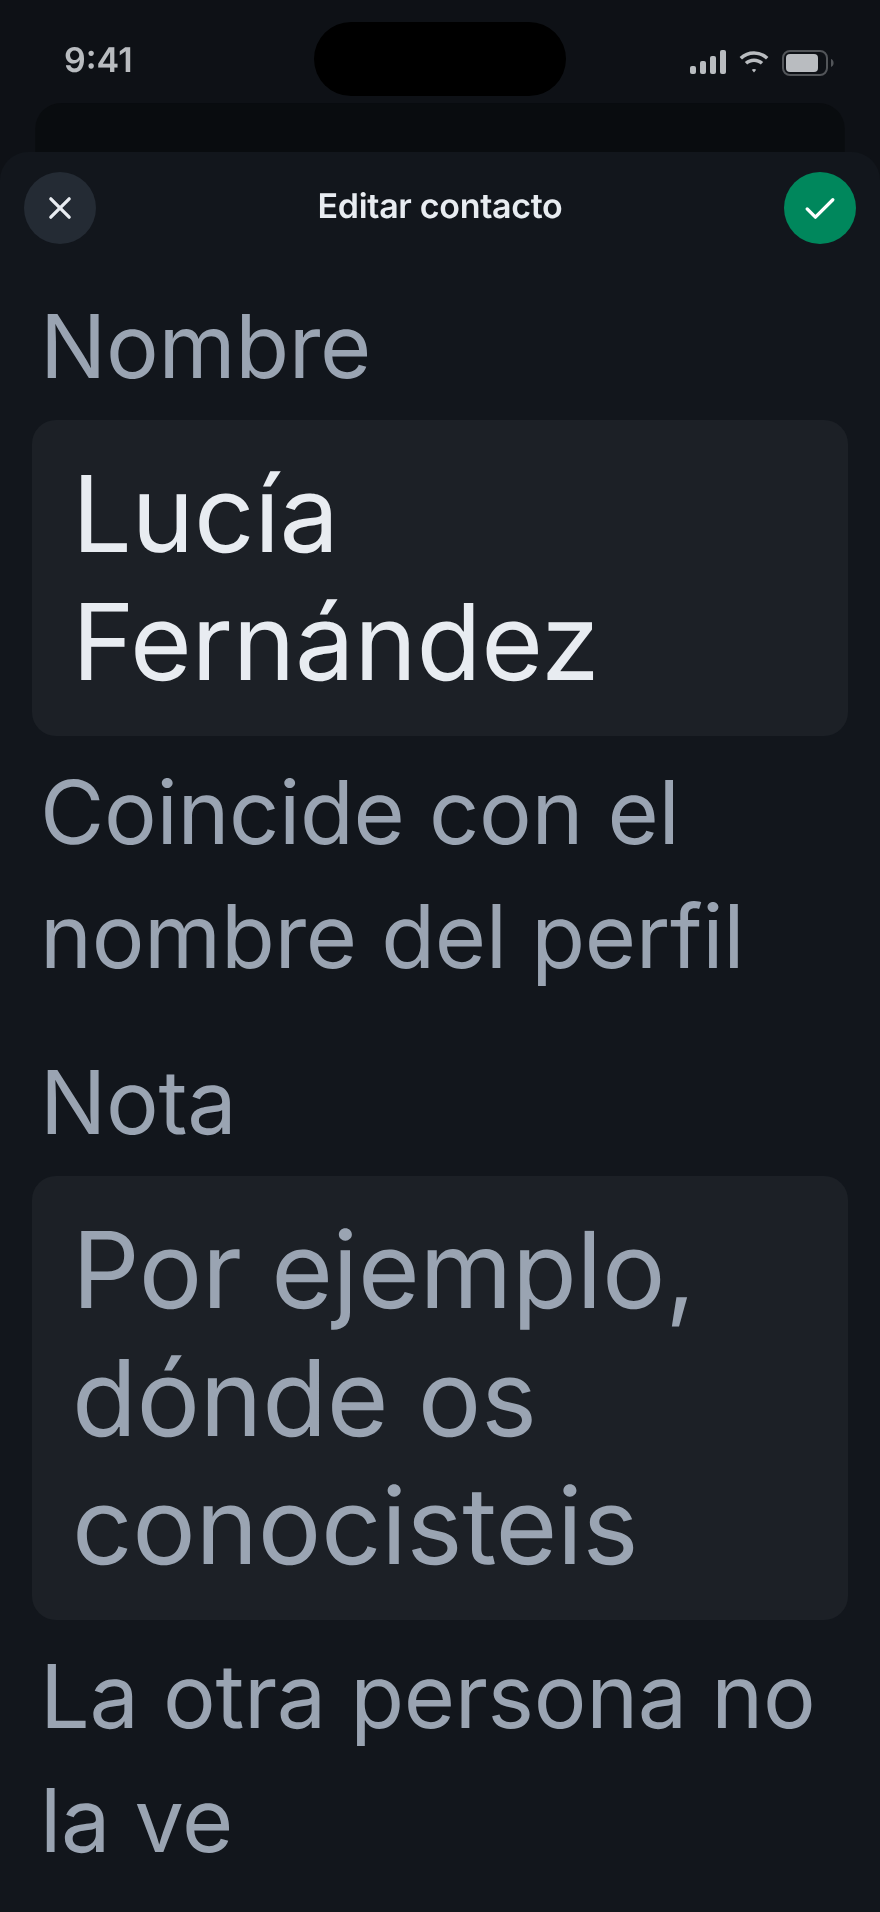 9:41
Editar contacto
Nombre
Lucía
Fernández
Coincide con el
nombre del perfil
Nota
Por ejemplo,
dónde os
conocisteis
La otra persona no
la ve